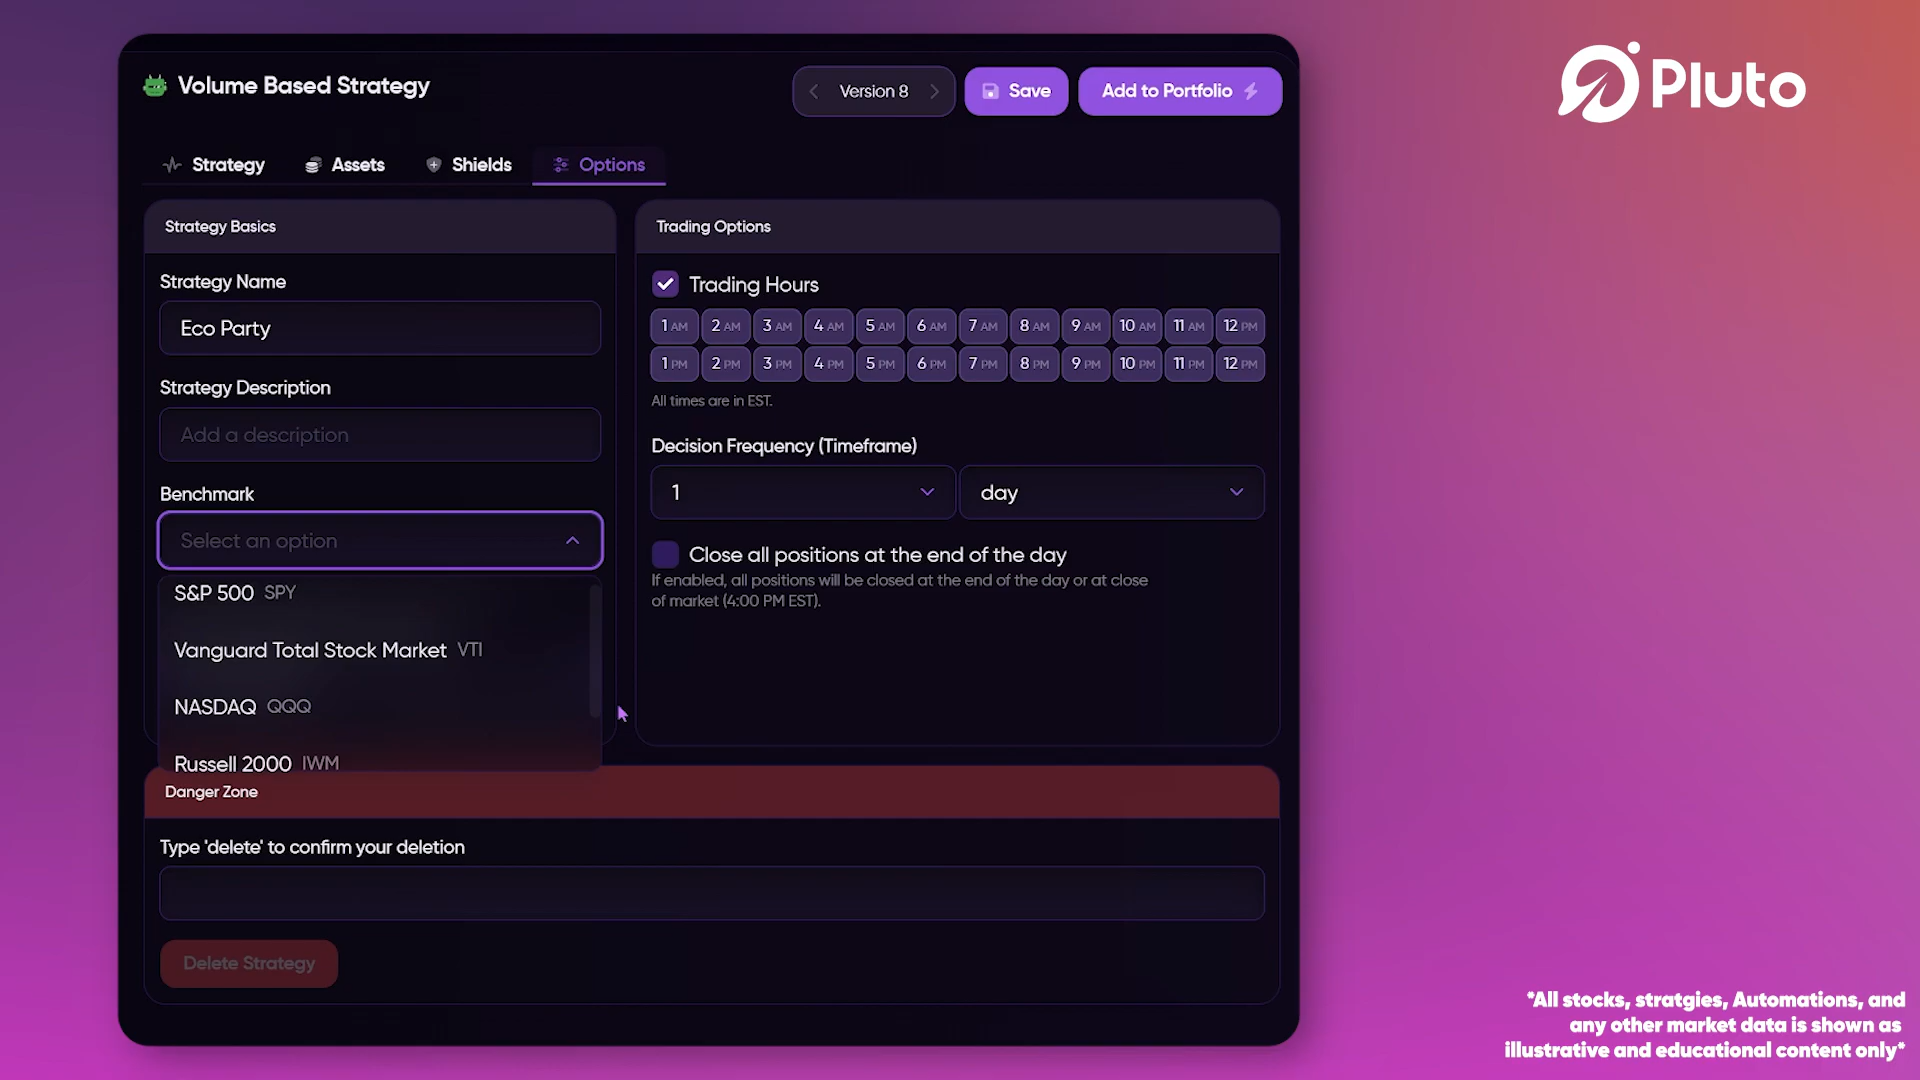 Volume Based Strategy
Version 8
Save
Add to Portfolio
Pluto
Strategy
Assets
Shields
Options
Strategy Basics
Strategy Name
Eco Party
Strategy Description
Add a description
Benchmark
Select an option
S&P 500 SPY
Vanguard Total Stock Market VTI
NASDAQ QQQ
Russell 2000 IWM
Trading Options
Trading Hours
1 AM 2 AM 3 AM 4 AM 5 AM 6 AM 7 AM 8 AM 9 AM 10 AM 11 AM 12 PM
1 PM 2 PM 3 PM 4 PM 5 PM 6 PM 7 PM 8 PM 9 PM 10 PM 11 PM 12 PM
All times are in EST.
Decision Frequency (Timeframe)
1
day
Close all positions at the end of the day
If enabled, all positions will be closed at the end of the day or at close
of market (4:00 PM EST).
Danger Zone
Type 'delete' to confirm your deletion
Delete Strategy
*All stocks, stratgies, Automations, and
any other market data is shown as
illustrative and educational content only*